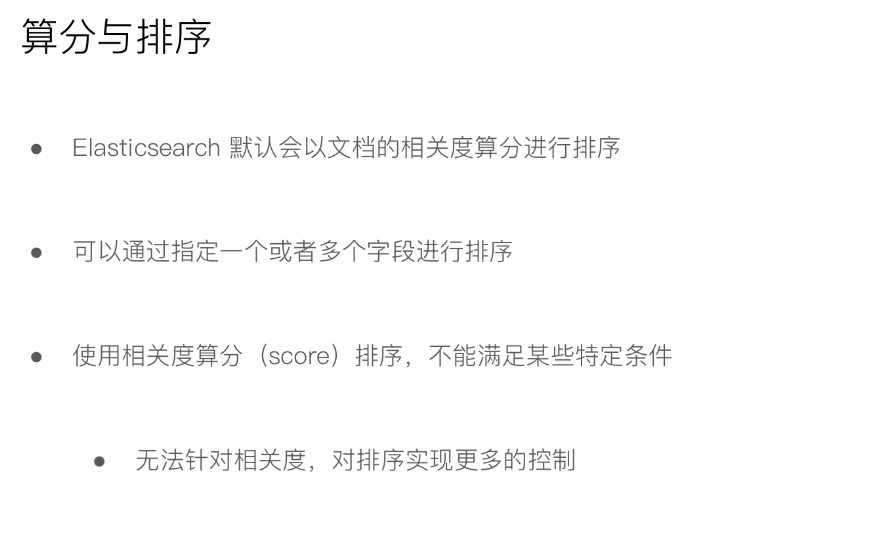 算分与排序
● Elasticsearch 默认会以文档的相关度算分进行排序
● 可以通过指定一个或者多个字段进行排序
● 使用相关度算分（score）排序，不能满足某些特定条件
● 无法针对相关度，对排序实现更多的控制